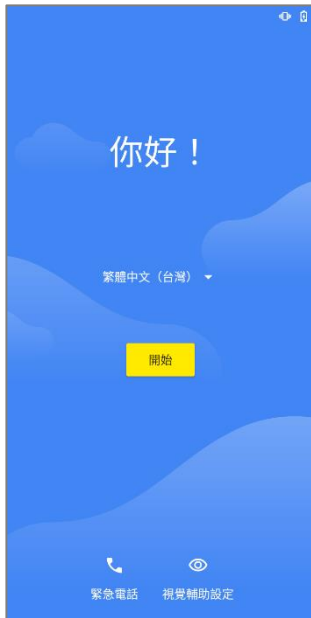 你好！
繁體中文（台灣）
開始
緊急電話
視覺輔助設定